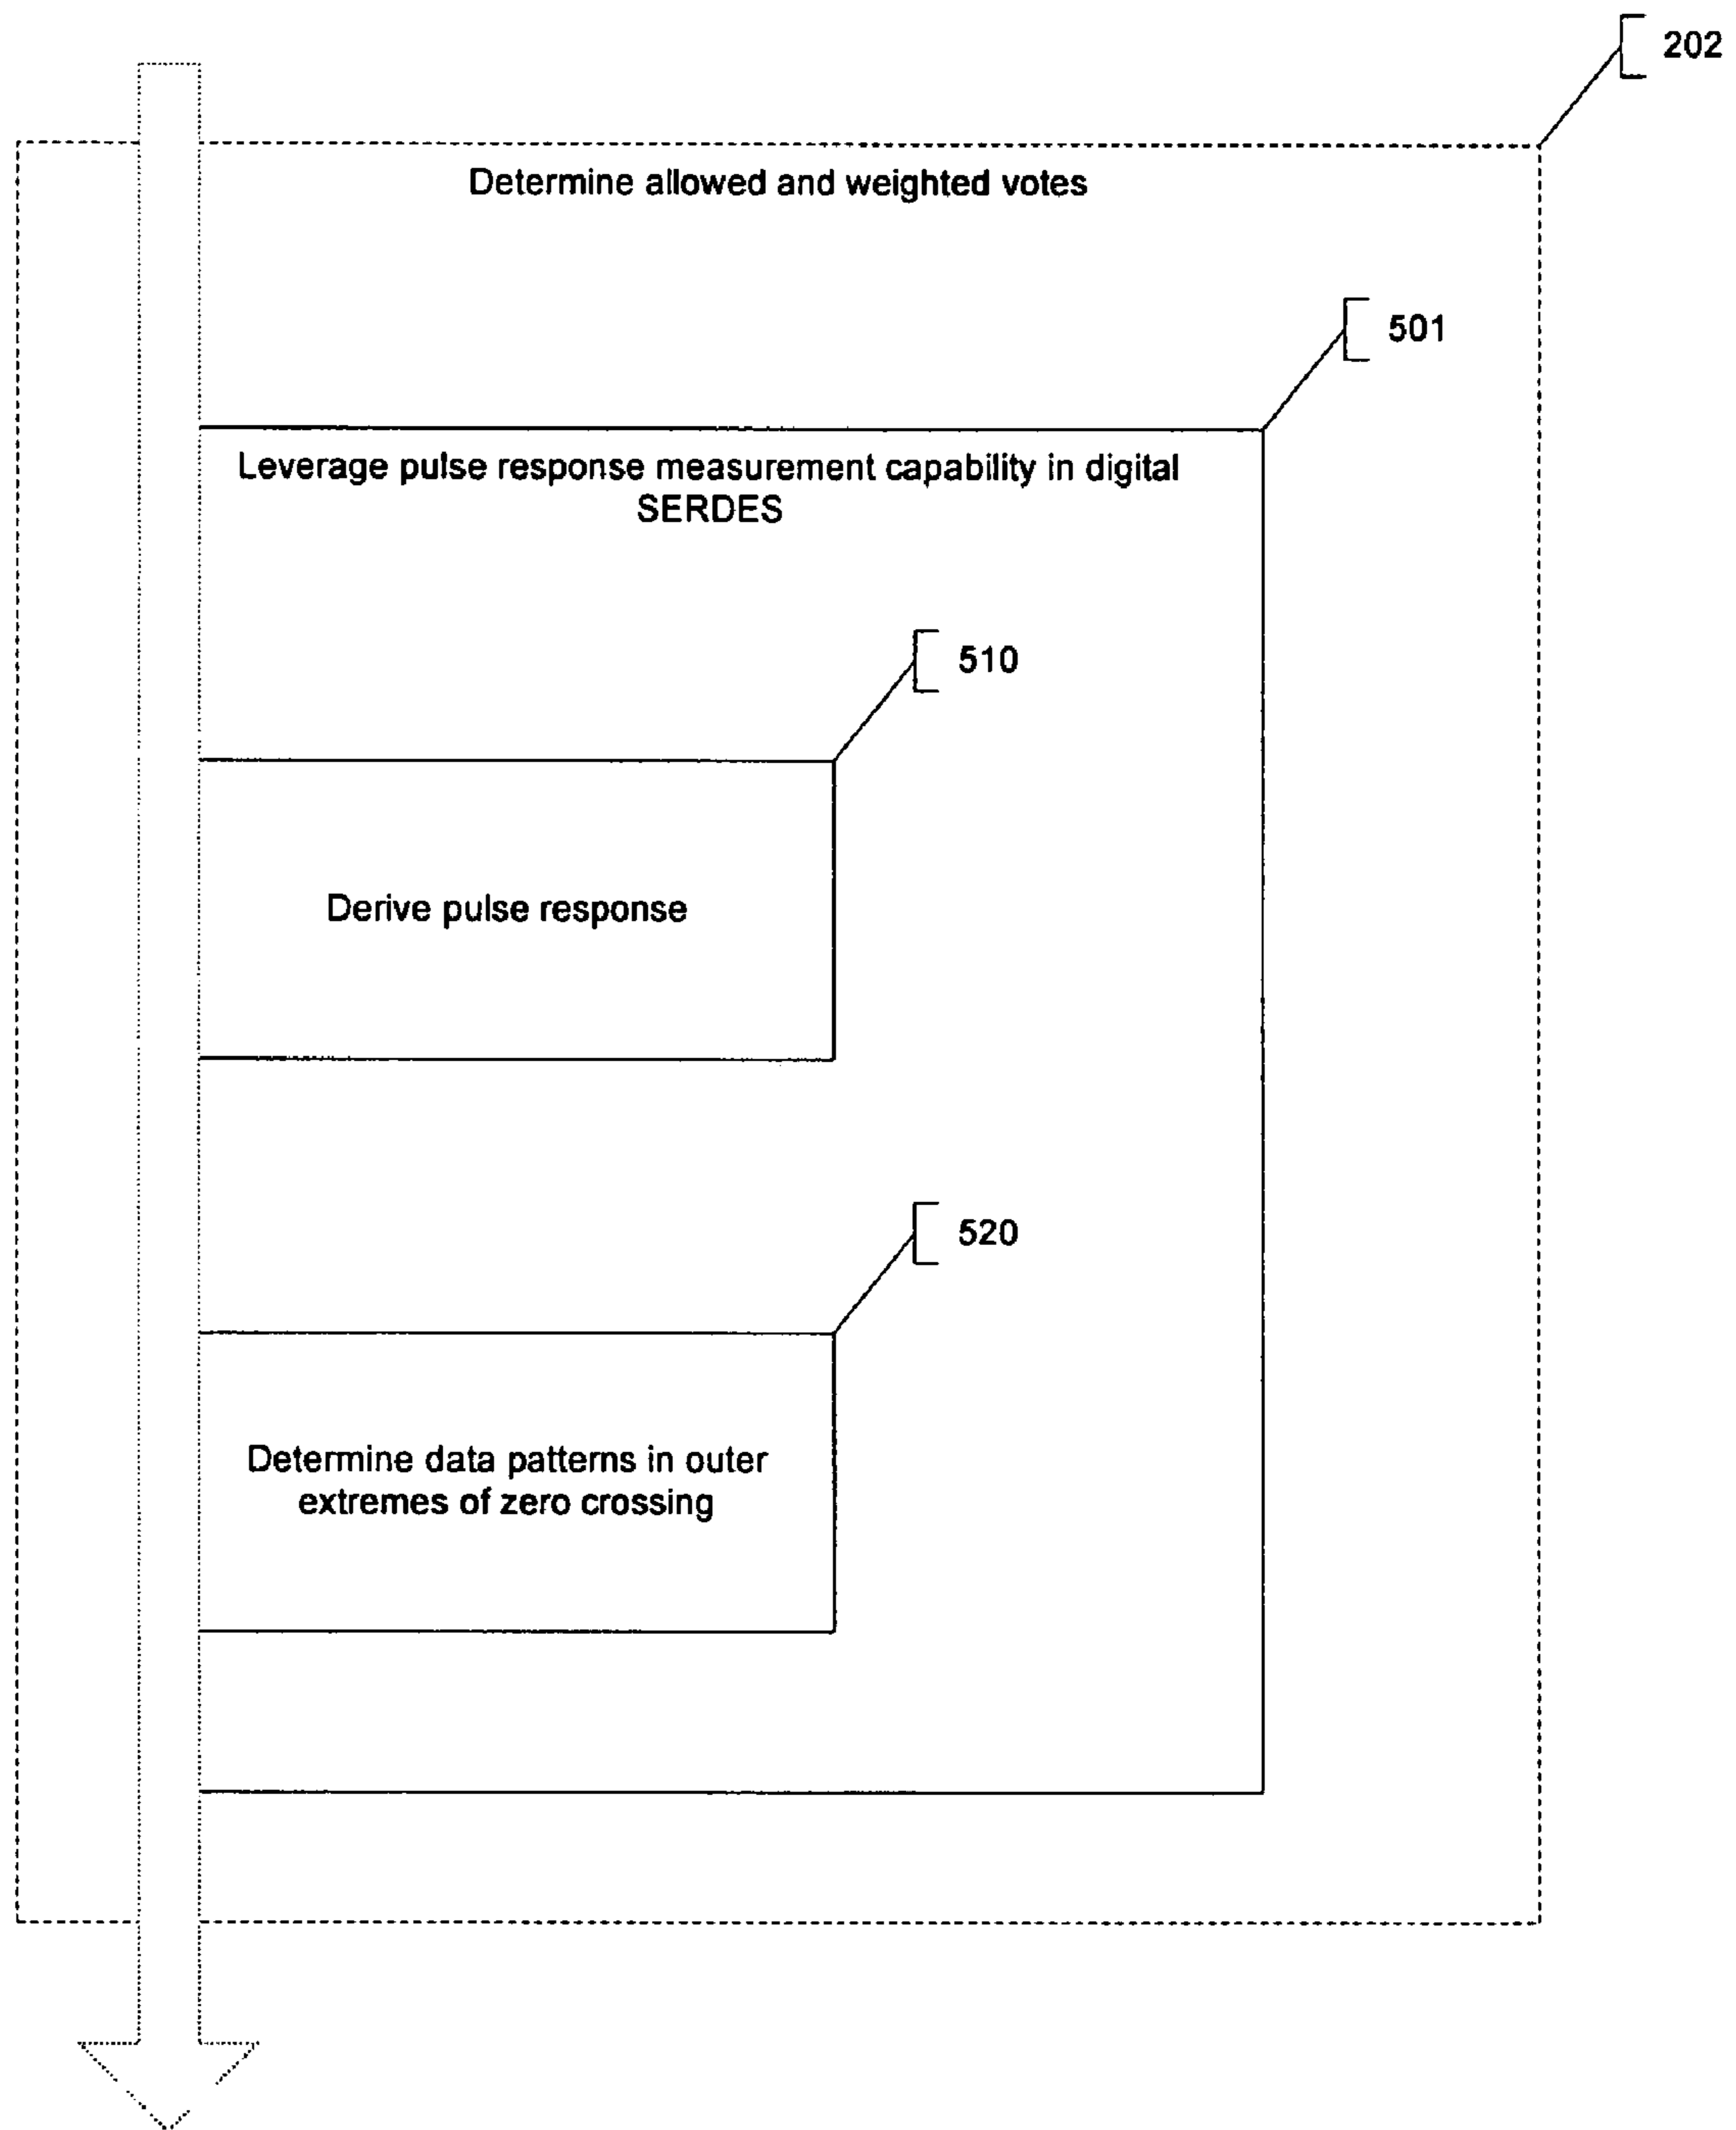 202
Determine allowed and weighted votes
501
Leverage pulse response measurement capability in digital
SERDES
510
Derive pulse response
520
Determine data patterns in outer
extremes of zero crossing